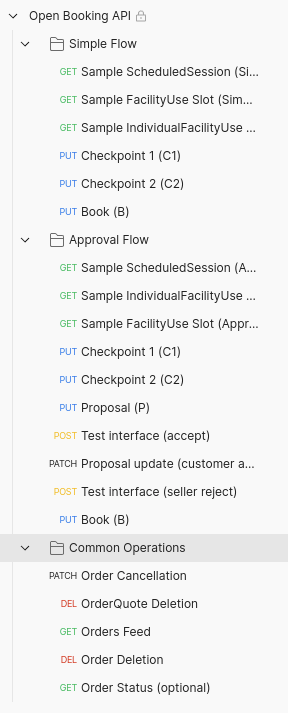 Open Booking API
Simple Flow
GET Sample ScheduledSession (Si...
GET Sample FacilityUse Slot (Sim...
GET Sample IndividualFacilityUse ...
PUT Checkpoint 1 (C1)
PUT Checkpoint 2 (C2)
PUT Book (B)
Approval Flow
GET Sample ScheduledSession (A...
GET Sample IndividualFacilityUse ...
GET Sample FacilityUse Slot (Appr...
PUT Checkpoint 1 (C1)
PUT Checkpoint 2 (C2)
PUT Proposal (P)
POST Test interface (accept)
PATCH Proposal update (customer a...
POST Test interface (seller reject)
PUT Book (B)
Common Operations
PATCH Order Cancellation
DEL OrderQuote Deletion
GET Orders Feed
DEL Order Deletion
GET Order Status (optional)